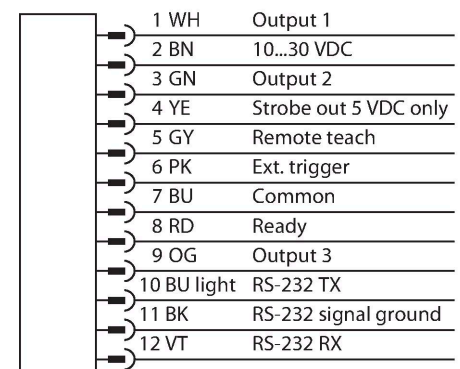 1 WH Output 1
2 BN 10...30 VDC
3 GN Output 2
4 YE Strobe out 5 VDC only
5 GY Remote teach
6 PK Ext. trigger
7 BU Common
8 RD Ready
9 OG Output 3
10 BU light RS-232 TX
11 BK RS-232 signal ground
12 VT RS-232 RX